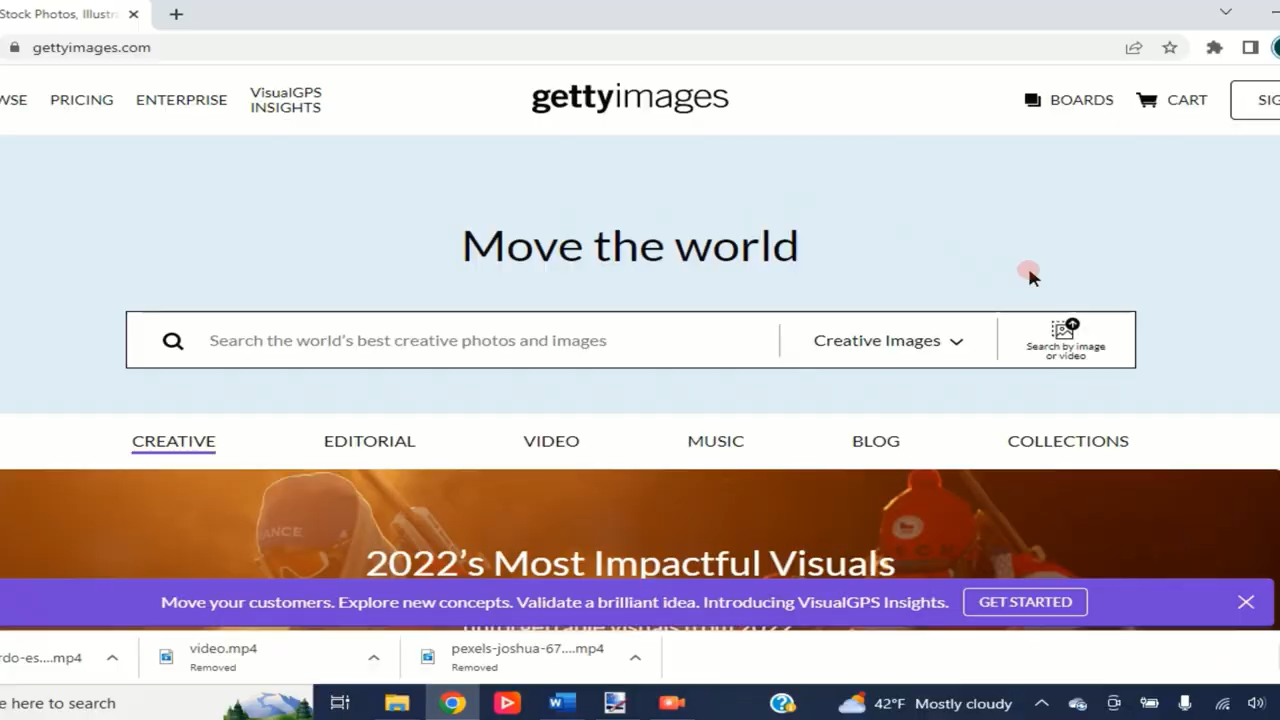 Stock Photos, Illustr
gettyimages.com
WSE PRICING ENTERPRISE VisualGPS
INSIGHTS
gettyimages
BOARDS CART SIG
Move the world
Search the world's best creative photos and images Creative Images Search by image
or video
CREATIVE EDITORIAL VIDEO MUSIC BLOG COLLECTIONS
ANCE
2022's Most Impactful Visuals
Move your customers. Explore new concepts. Validate a brilliant idea. Introducing VisualGPS Insights. GET STARTED
rdo-es....mp4 video.mp4 pexels-joshua-67....mp4
Removed Removed
e here to search 42°F Mostly cloudy